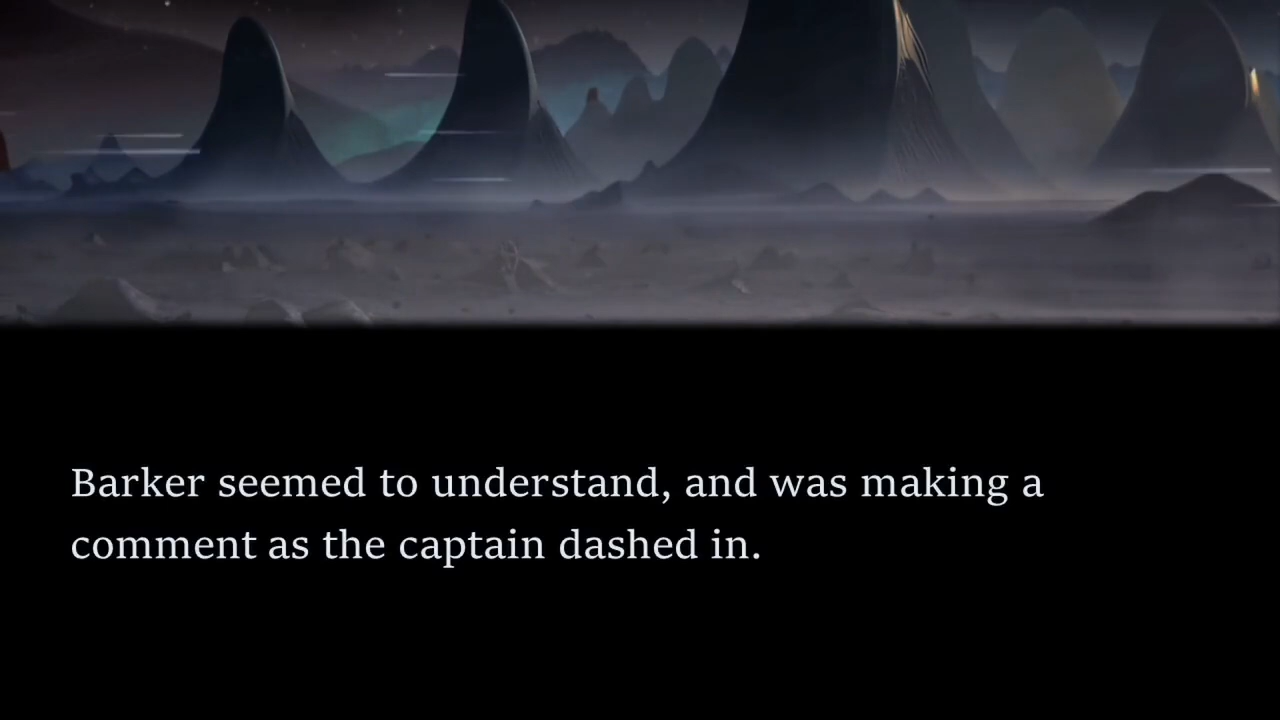 Barker seemed to understand, and was making a
comment as the captain dashed in.